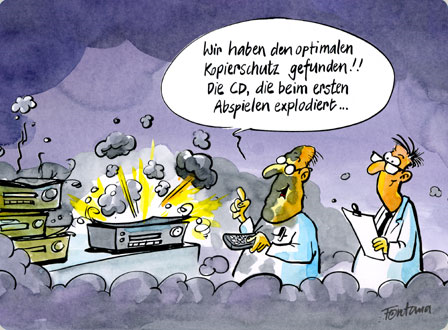 Wir haben den optimalen
Kopierschutz gefunden!!
Die CD, die beim ersten
Abspielen explodiert...
Fontana